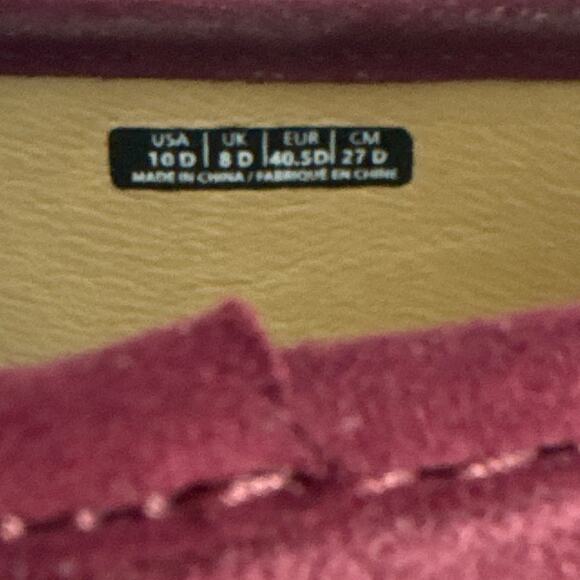 USA | UK | EUR | CM
10 D | 8 D | 40.5D | 27 D
MADE IN CHINA / FABRIQUÉ EN CHINE